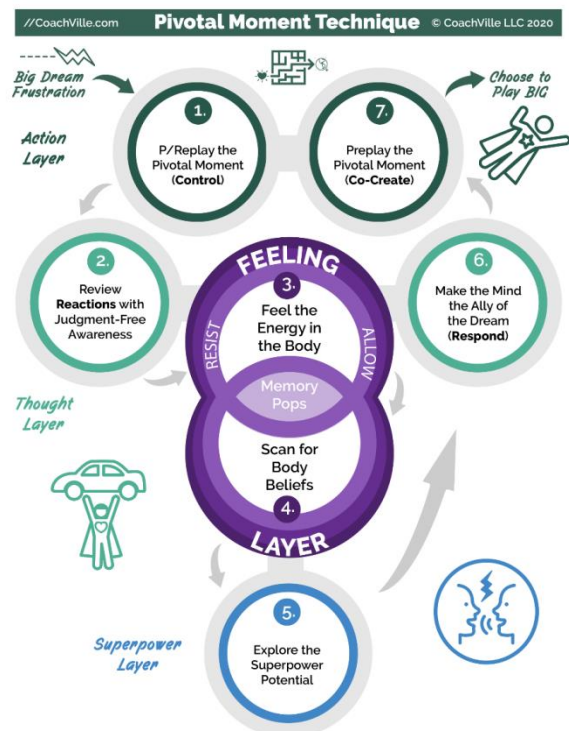 //CoachVille.com Pivotal Moment Technique © CoachVille LLC 2020
Big Dream
Frustration
Choose to
Play BIG
Action
Layer
1.
P/Replay the
Pivotal Moment
(Control)
7.
Preplay the
Pivotal Moment
(Co-Create)
2.
Review
Reactions with
Judgment-Free
Awareness
FEELING
3.
Feel the
Energy in
the Body
RESIST
ALLOW
Memory
Pops
Scan for
Body
Beliefs
4.
LAYER
6.
Make the Mind
the Ally of
the Dream
(Respond)
Thought
Layer
Superpower
Layer
5.
Explore the
Superpower
Potential